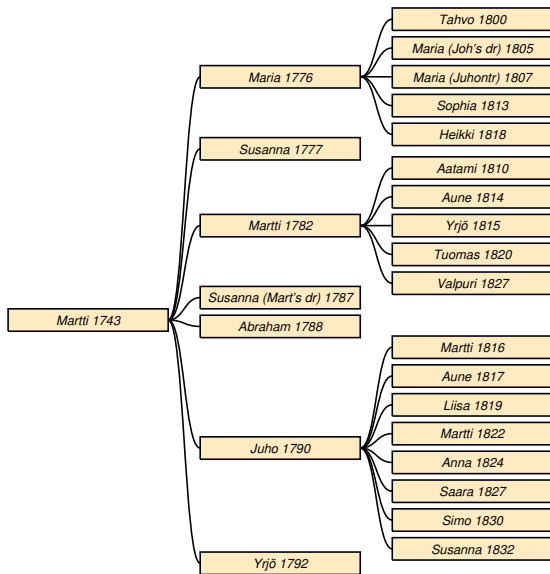 Martti 1743
Maria 1776
Tahvo 1800
Maria (Joh's dr) 1805
Maria (Juhontr) 1807
Sophia 1813
Heikki 1818
Susanna 1777
Martti 1782
Aatami 1810
Aune 1814
Yrjö 1815
Tuomas 1820
Valpuri 1827
Susanna (Mart's dr) 1787
Abraham 1788
Juho 1790
Martti 1816
Aune 1817
Liisa 1819
Martti 1822
Anna 1824
Saara 1827
Simo 1830
Susanna 1832
Yrjö 1792